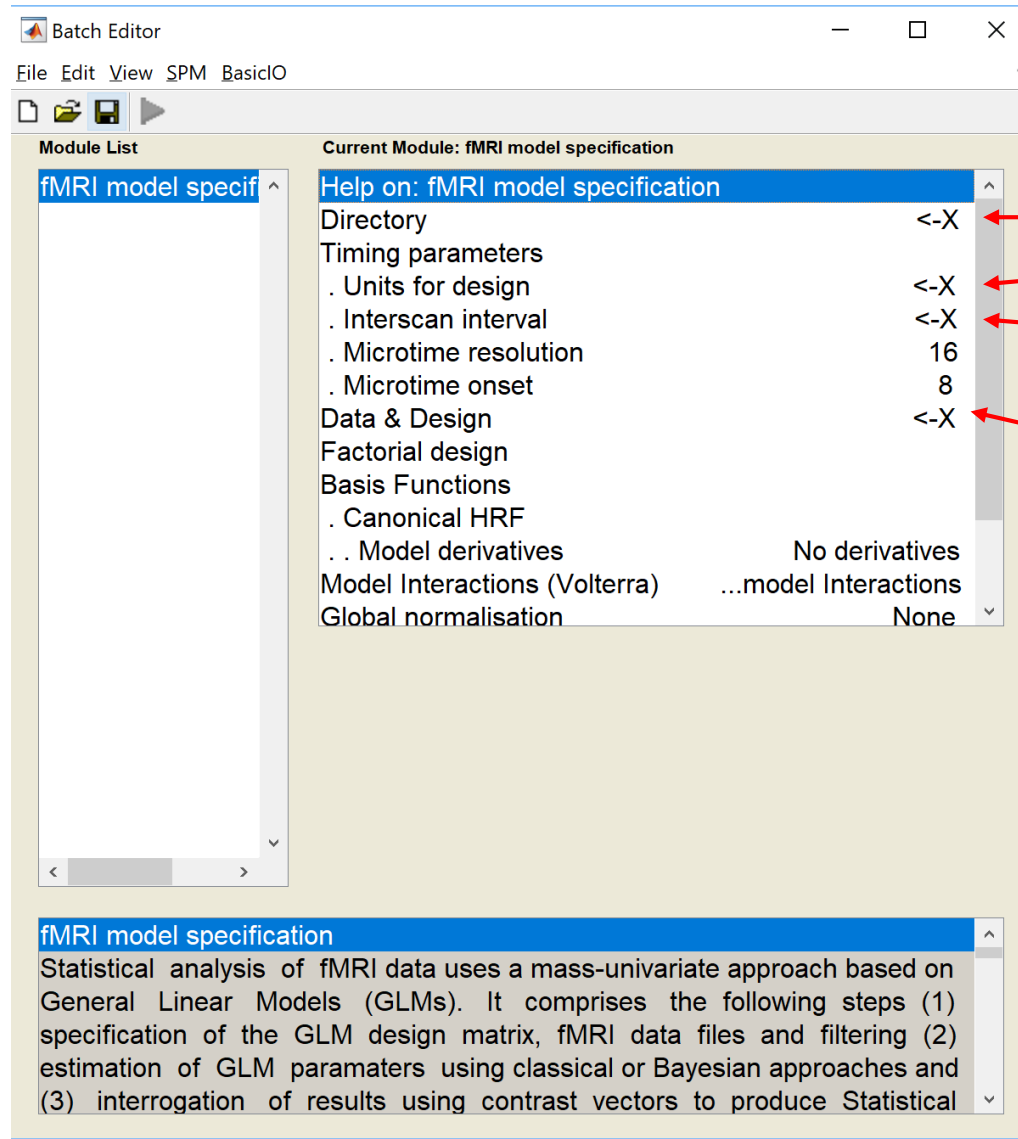 Batch Editor
File Edit View SPM BasicIO
Module List
Current Module: fMRI model specification
fMRI model specifi
Help on: fMRI model specification
Directory <-X
Timing parameters
. Units for design <-X
. Interscan interval <-X
. Microtime resolution 16
. Microtime onset 8
Data & Design <-X
Factorial design
Basis Functions
. Canonical HRF
. . Model derivatives No derivatives
Model Interactions (Volterra) ...model Interactions
Global normalisation None
fMRI model specification
Statistical analysis of fMRI data uses a mass-univariate approach based on
General Linear Models (GLMs). It comprises the following steps (1)
specification of the GLM design matrix, fMRI data files and filtering (2)
estimation of GLM paramaters using classical or Bayesian approaches and
(3) interrogation of results using contrast vectors to produce Statistical